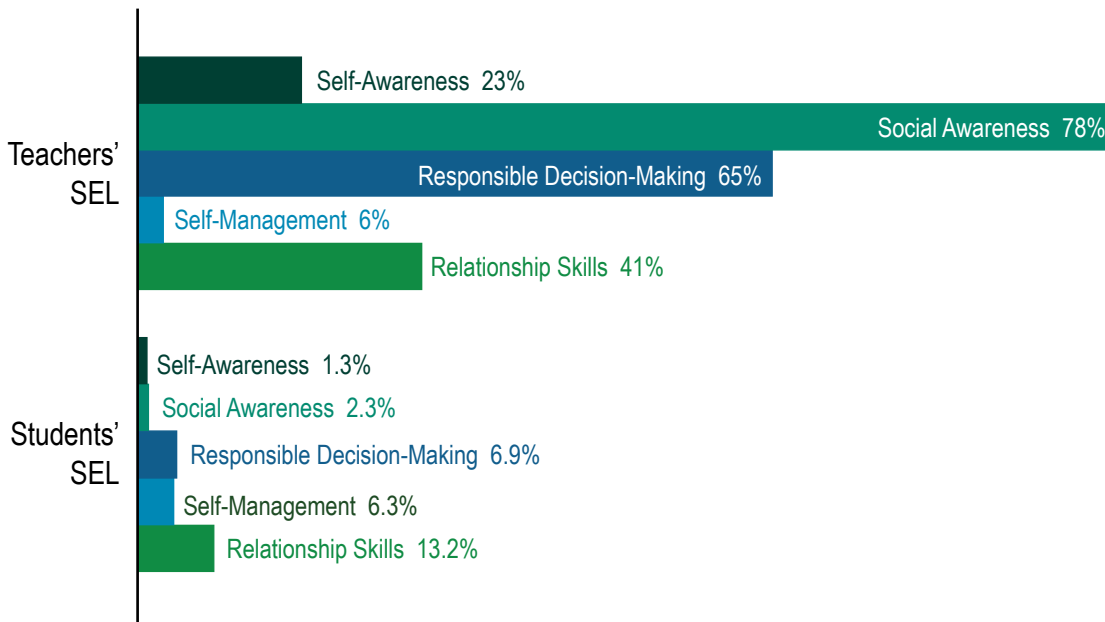 Teachers’
SEL
Self-Awareness 23%
Social Awareness 78%
Responsible Decision-Making 65%
Self-Management 6%
Relationship Skills 41%
Students’
SEL
Self-Awareness 1.3%
Social Awareness 2.3%
Responsible Decision-Making 6.9%
Self-Management 6.3%
Relationship Skills 13.2%